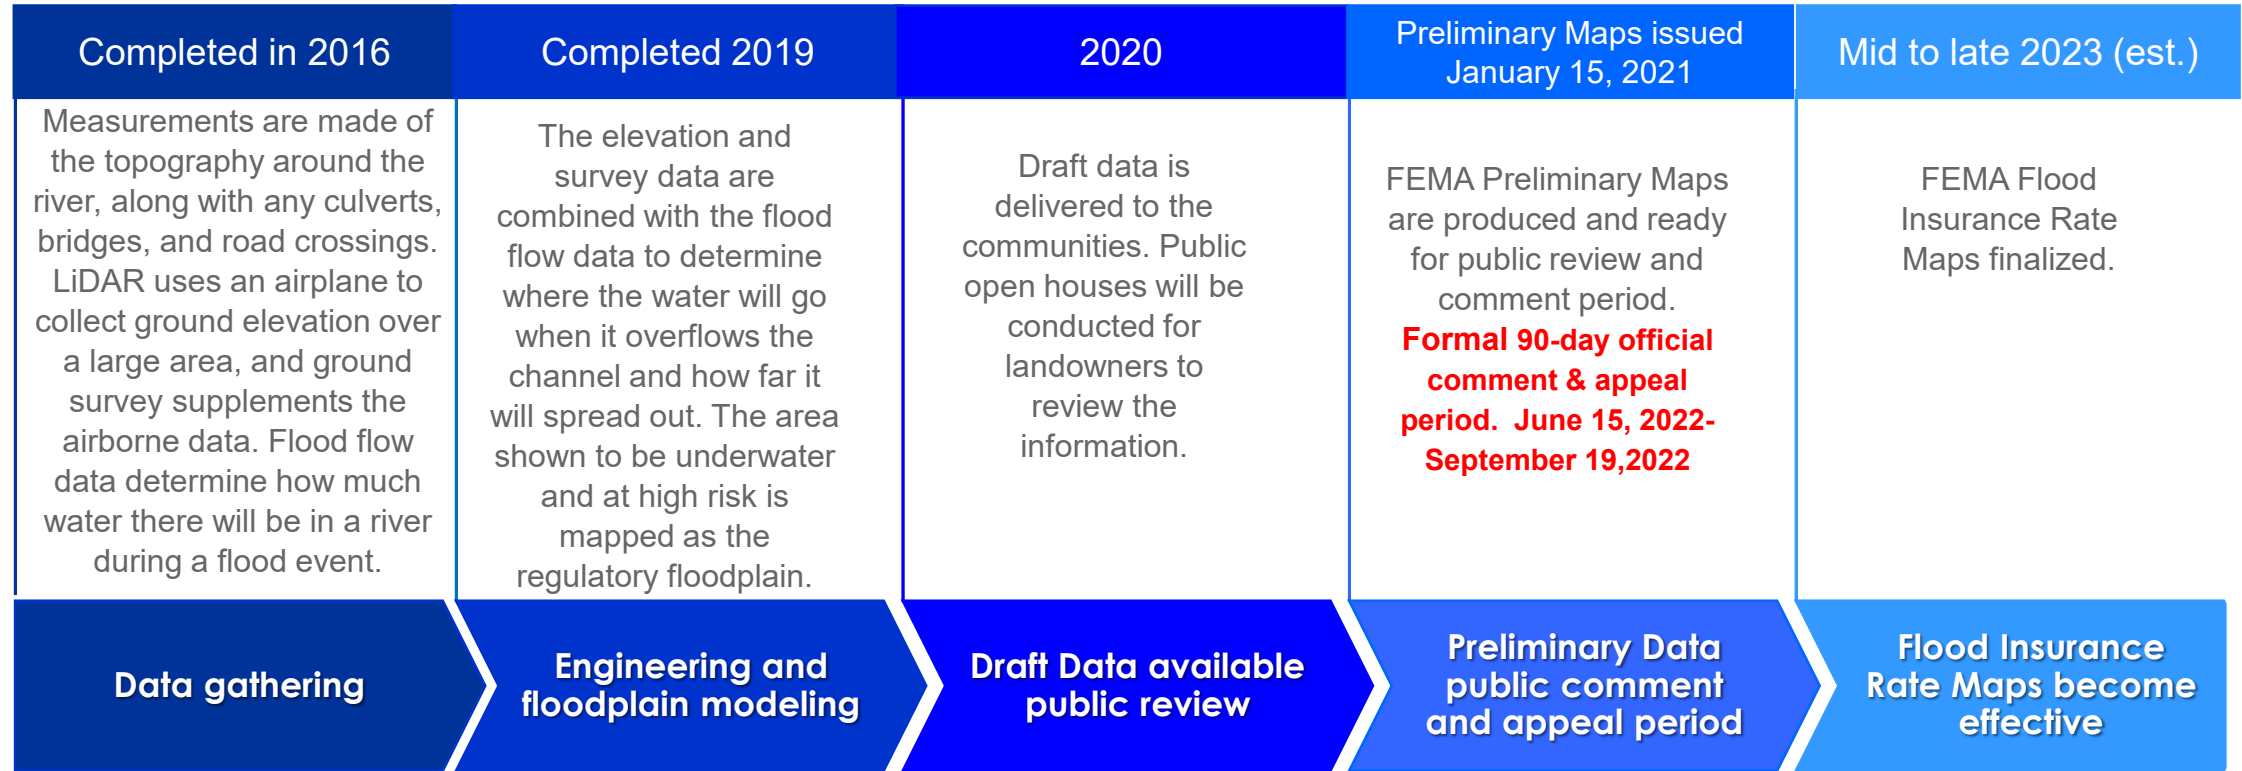 Completed in 2016
Measurements are made of
the topography around the
river, along with any culverts,
bridges, and road crossings.
LiDAR uses an airplane to
collect ground elevation over
a large area, and ground
survey supplements the
airborne data. Flood flow
data determine how much
water there will be in a river
during a flood event.
Data gathering
Completed 2019
The elevation and
survey data are
combined with the flood
flow data to determine
where the water will go
when it overflows the
channel and how far it
will spread out. The area
shown to be underwater
and at high risk is
mapped as the
regulatory floodplain.
Engineering and
floodplain modeling
2020
Draft data is
delivered to the
communities. Public
open houses will be
conducted for
landowners to
review the
information.
Draft Data available
public review
Preliminary Maps issued
January 15, 2021
FEMA Preliminary Maps
are produced and ready
for public review and
comment period.
Formal 90-day official
comment & appeal
period.  June 15, 2022-
September 19,2022
Preliminary Data
public comment
and appeal period
Mid to late 2023 (est.)
FEMA Flood
Insurance Rate
Maps finalized.
Flood Insurance
Rate Maps become
effective